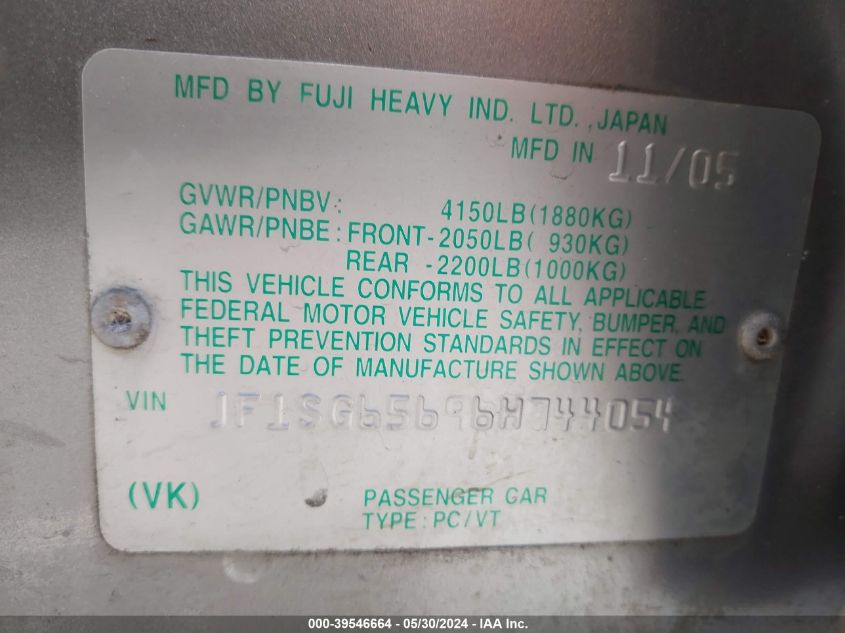 MFD BY FUJI HEAVY IND. LTD., JAPAN
MFD IN 11/05
GVWR/PNBV: 4150LB(1880KG)
GAWR/PNBE: FRONT-2050LB( 930KG)
REAR -2200LB(1000KG)
THIS VEHICLE CONFORMS TO ALL APPLICABLE
FEDERAL MOTOR VEHICLE SAFETY, BUMPER, AND
THEFT PREVENTION STANDARDS IN EFFECT ON
THE DATE OF MANUFACTURE SHOWN ABOVE.
VIN JF1SG65696H744054
(VK) PASSENGER CAR
TYPE: PC/VT
000-39546664 - 05/30/2024 - IAA Inc.